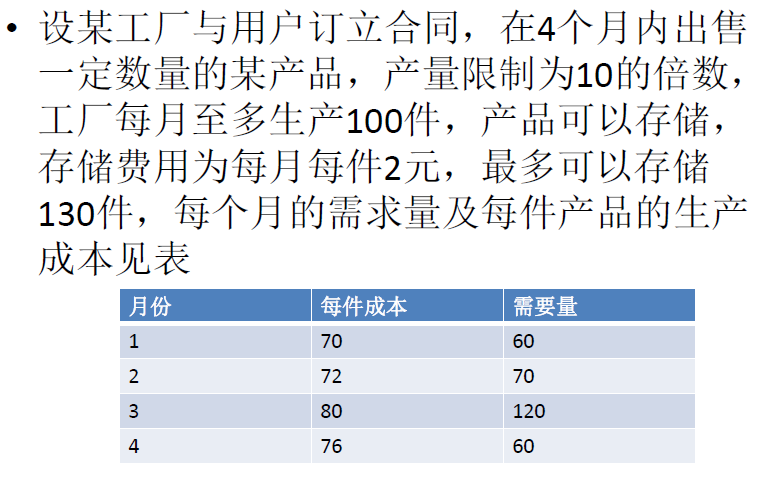 • 设某工厂与用户订立合同，在4个月内出售
一定数量的某产品，产量限制为10的倍数，
工厂每月至多生产100件，产品可以存储，
存储费用为每月每件2元，最多可以存储
130件，每个月的需求量及每件产品的生产
成本见表
月份 每件成本 需要量
1 70 60
2 72 70
3 80 120
4 76 60